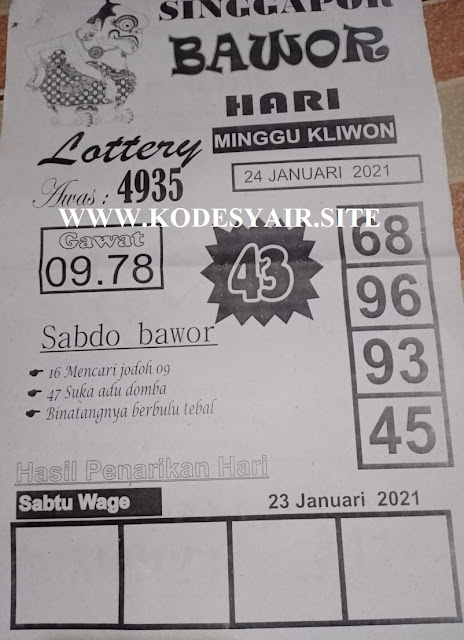 SINGGAPOR
BAWOR
HARI
Lottery
MINGGU KLIWON
Awas : 4935
24 JANUARI 2021
WWW.KODESYAIR.SITE
Gawat
09.78
43
68
96
93
45
Sabdo bawor
16 Mencari jodoh 09
47 Suka adu domba
Binatangnya berbulu tebal
Hasil Penarikan Hari
Sabtu Wage
23 Januari 2021